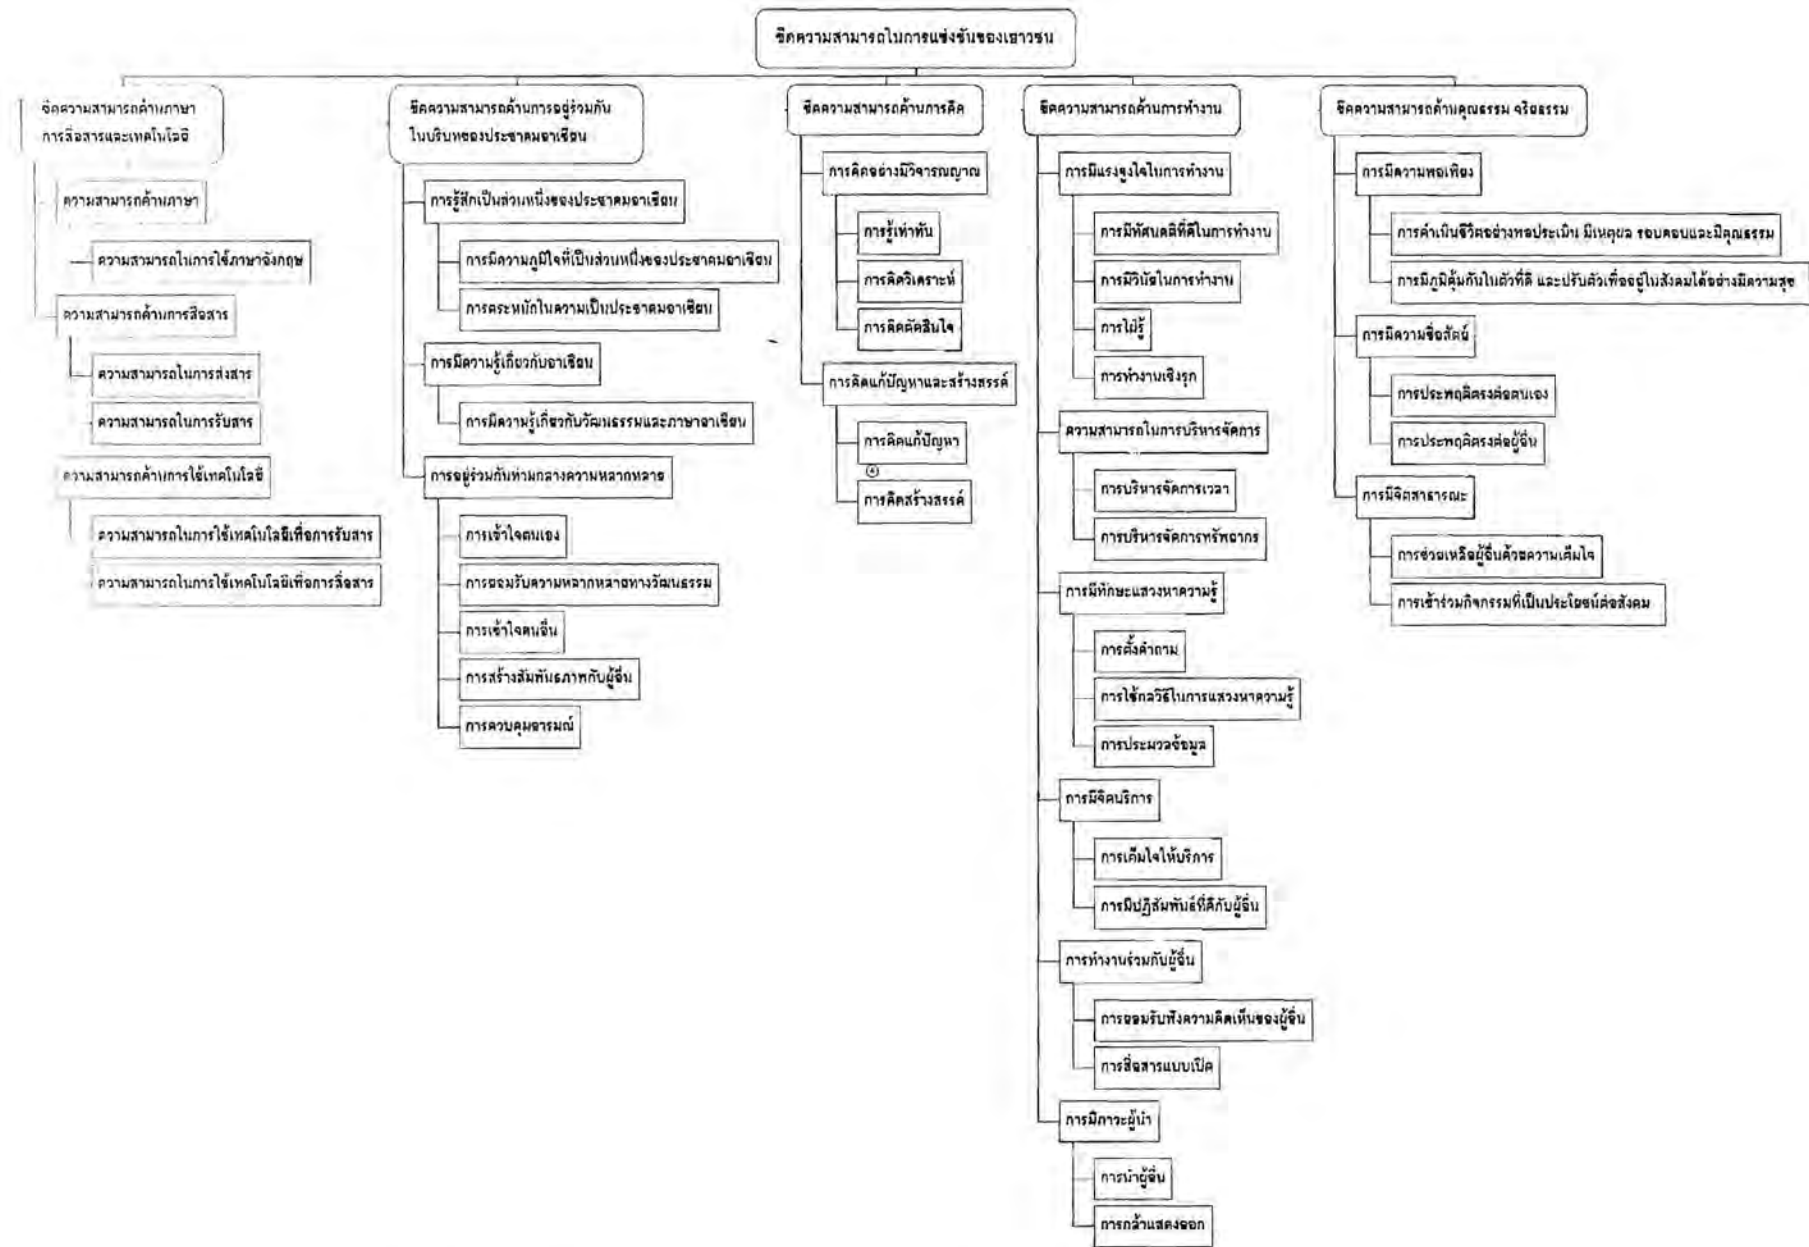 ขีดความสามารถในการแข่งขันของเยาวชน
ขีดความสามารถด้านภาษา
การสื่อสารและเทคโนโลยี
ความสามารถด้านภาษา
ความสามารถในการใช้ภาษาอังกฤษ
ความสามารถด้านการสื่อสาร
ความสามารถในการส่งสาร
ความสามารถในการรับสาร
ความสามารถด้านการใช้เทคโนโลยี
ความสามารถในการใช้เทคโนโลยีเพื่อการรับสาร
ความสามารถในการใช้เทคโนโลยีเพื่อการสื่อสาร
ขีดความสามารถด้านการอยู่ร่วมกัน
ในบริบทของประชาคมอาเซียน
การรู้สึกเป็นส่วนหนึ่งของประชาคมอาเซียน
การมีความภูมิใจที่เป็นส่วนหนึ่งของประชาคมอาเซียน
การตระหนักในความเป็นประชาคมอาเซียน
การมีความรู้เกี่ยวกับอาเซียน
การมีความรู้เกี่ยวกับวัฒนธรรมและภาษาอาเซียน
การอยู่ร่วมกันท่ามกลางความหลากหลาย
การเข้าใจตนเอง
การยอมรับความหลากหลายทางวัฒนธรรม
การเข้าใจคนอื่น
การสร้างสัมพันธภาพกับผู้อื่น
การควบคุมอารมณ์
ขีดความสามารถด้านการคิด
การคิดอย่างมีวิจารณญาณ
การรู้เท่าทัน
การคิดวิเคราะห์
การคิดตัดสินใจ
การคิดแก้ปัญหาและสร้างสรรค์
การคิดแก้ปัญหา
การคิดสร้างสรรค์
ขีดความสามารถด้านการทำงาน
การมีแรงจูงใจในการทำงาน
การมีทัศนคติที่ดีในการทำงาน
การมีวินัยในการทำงาน
การใฝ่รู้
การทำงานเชิงรุก
ความสามารถในการบริหารจัดการ
การบริหารจัดการเวลา
การบริหารจัดการทรัพยากร
การมีทักษะแสวงหาความรู้
การตั้งคำถาม
การใช้กลวิธีในการแสวงหาความรู้
การประมวลข้อมูล
การมีจิตบริการ
การเต็มใจให้บริการ
การมีปฏิสัมพันธ์ที่ดีกับผู้อื่น
การทำงานร่วมกับผู้อื่น
การยอมรับฟังความคิดเห็นของผู้อื่น
การสื่อสารแบบเปิด
การมีภาวะผู้นำ
การนำผู้อื่น
การกล้าแสดงออก
ขีดความสามารถด้านคุณธรรม จริยธรรม
การมีความพอเพียง
การดำเนินชีวิตอย่างพอประมาณ มีเหตุผล รอบคอบและมีคุณธรรม
การมีภูมิคุ้มกันในตัวที่ดี และปรับตัวเพื่ออยู่ในสังคมได้อย่างมีความสุข
การมีความซื่อสัตย์
การประพฤติตรงต่อตนเอง
การประพฤติตรงต่อผู้อื่น
การมีจิตสาธารณะ
การช่วยเหลือผู้อื่นด้วยความเต็มใจ
การเข้าร่วมกิจกรรมที่เป็นประโยชน์ต่อสังคม